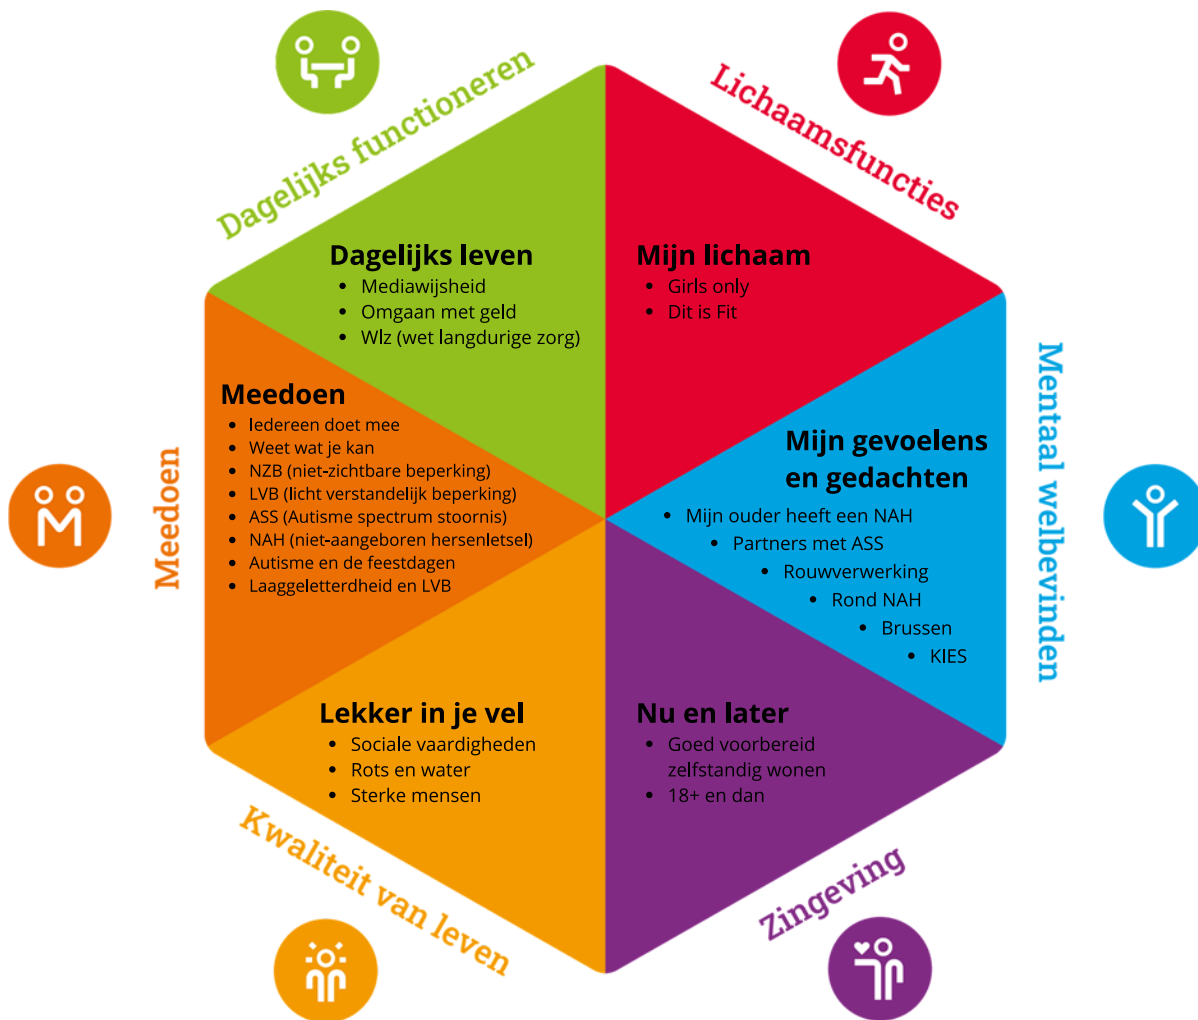 Dagelijks functioneren
Lichaamsfuncties
Dagelijks leven
• Mediawijsheid
• Omgaan met geld
• Wlz (wet langdurige zorg)
Mijn lichaam
• Girls only
• Dit is Fit
Meedoen
Meedoen
• Iedereen doet mee
• Weet wat je kan
• NZB (niet-zichtbare beperking)
• LVB (licht verstandelijk beperking)
• ASS (Autisme spectrum stoornis)
• NAH (niet-aangeboren hersenletsel)
• Autisme en de feestdagen
• Laaggeletterdheid en LVB
Mentaal welbevinden
Mijn gevoelens
en gedachten
• Mijn ouder heeft een NAH
• Partners met ASS
• Rouwverwerking
• Rond NAH
• Brussen
• KIES
Lekker in je vel
• Sociale vaardigheden
• Rots en water
• Sterke mensen
Nu en later
• Goed voorbereid
zelfstandig wonen
• 18+ en dan
Kwaliteit van leven
Zingeving